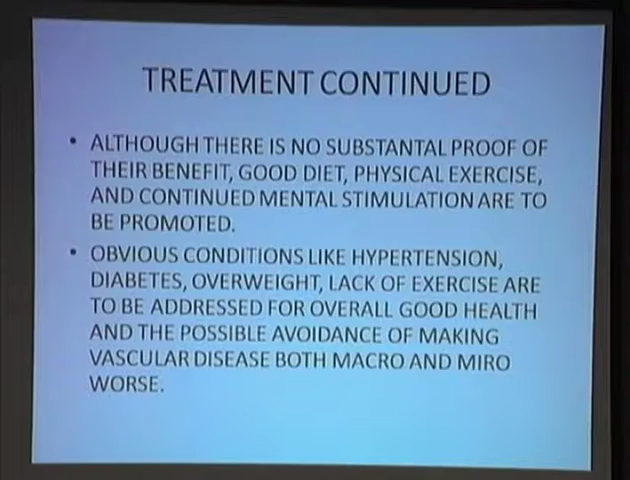 TREATMENT CONTINUED
• ALTHOUGH THERE IS NO SUBSTANTAL PROOF OF
THEIR BENEFIT, GOOD DIET, PHYSICAL EXERCISE,
AND CONTINUED MENTAL STIMULATION ARE TO
BE PROMOTED.
• OBVIOUS CONDITIONS LIKE HYPERTENSION,
DIABETES, OVERWEIGHT, LACK OF EXERCISE ARE
TO BE ADDRESSED FOR OVERALL GOOD HEALTH
AND THE POSSIBLE AVOIDANCE OF MAKING
VASCULAR DISEASE BOTH MACRO AND MIRO
WORSE.